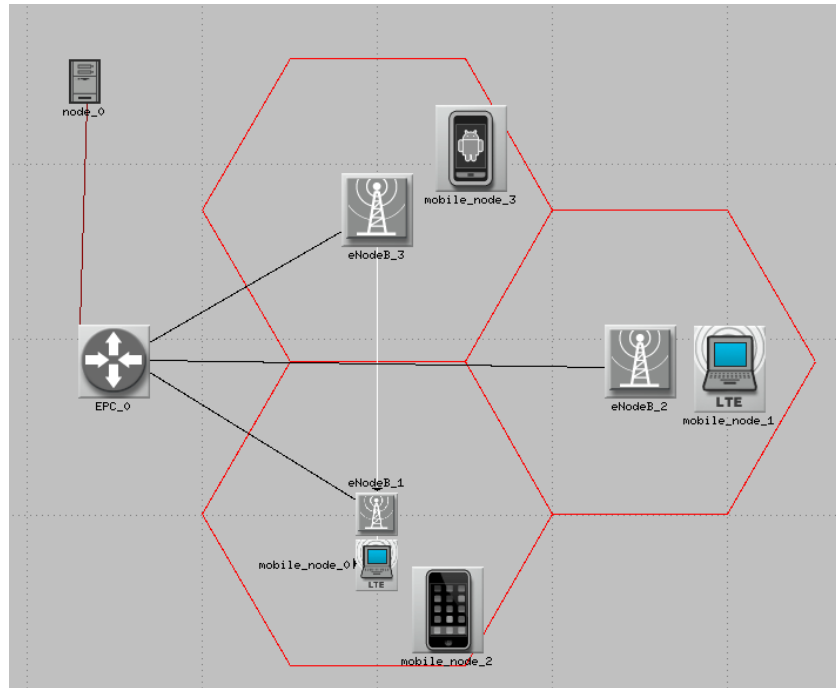 node_0
mobile_node_3
eNodeB_3
EPC_0
LTE
eNodeB_2
mobile_node_1
eNodeB_1
mobile_node_0
LTE
mobile_node_2